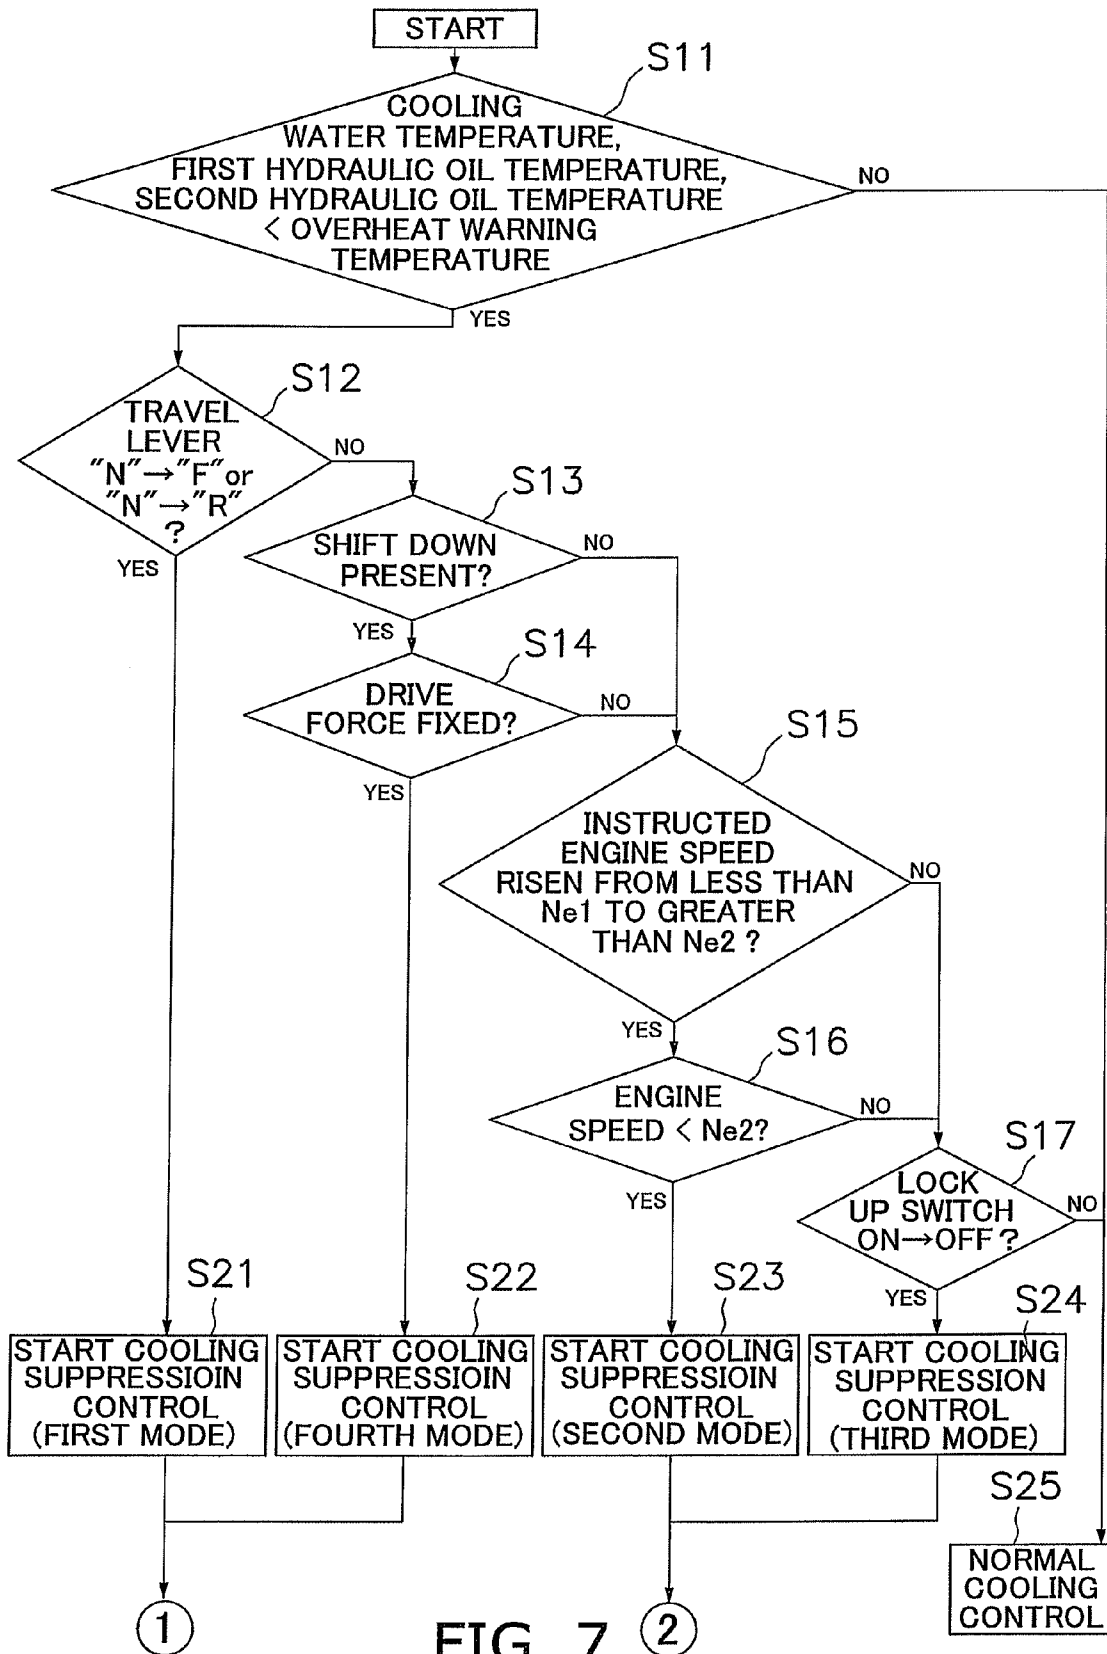 START
S11
COOLING
WATER TEMPERATURE,
FIRST HYDRAULIC OIL TEMPERATURE,
SECOND HYDRAULIC OIL TEMPERATURE
< OVERHEAT WARNING
TEMPERATURE
NO
YES
S12
TRAVEL
LEVER
"N"→"F" or
"N"→"R"
?
NO
YES
S13
SHIFT DOWN
PRESENT?
NO
YES
S14
DRIVE
FORCE FIXED?
NO
YES
S15
INSTRUCTED
ENGINE SPEED
RISEN FROM LESS THAN
Ne1 TO GREATER
THAN Ne2 ?
NO
YES
S16
ENGINE
SPEED < Ne2?
NO
YES
S17
LOCK
UP SWITCH
ON→OFF ?
NO
YES
S21
START COOLING
SUPPRESSIOIN
CONTROL
(FIRST MODE)
S22
START COOLING
SUPPRESSIOIN
CONTROL
(FOURTH MODE)
S23
START COOLING
SUPPRESSIOIN
CONTROL
(SECOND MODE)
S24
START COOLING
SUPPRESSION
CONTROL
(THIRD MODE)
S25
NORMAL
COOLING
CONTROL
1
2
FIG. 7